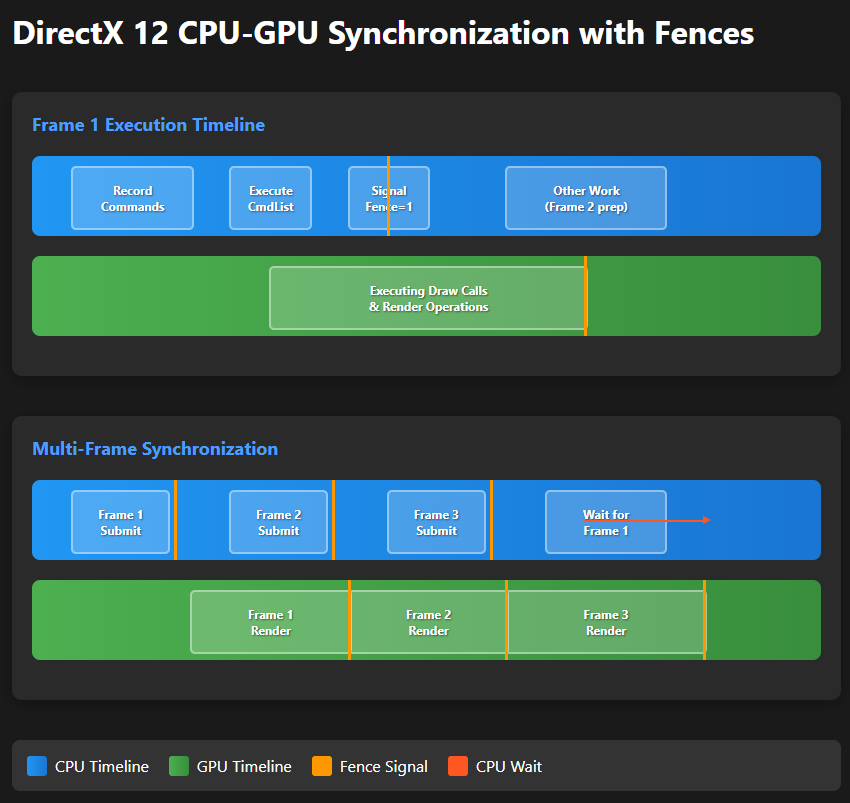 DirectX 12 CPU-GPU Synchronization with Fences
Frame 1 Execution Timeline
Record
Commands
Execute
CmdList
Signal
Fence=1
Other Work
(Frame 2 prep)
Executing Draw Calls
& Render Operations
Multi-Frame Synchronization
Frame 1
Submit
Frame 2
Submit
Frame 3
Submit
Wait for
Frame 1
Frame 1
Render
Frame 2
Render
Frame 3
Render
CPU Timeline
GPU Timeline
Fence Signal
CPU Wait